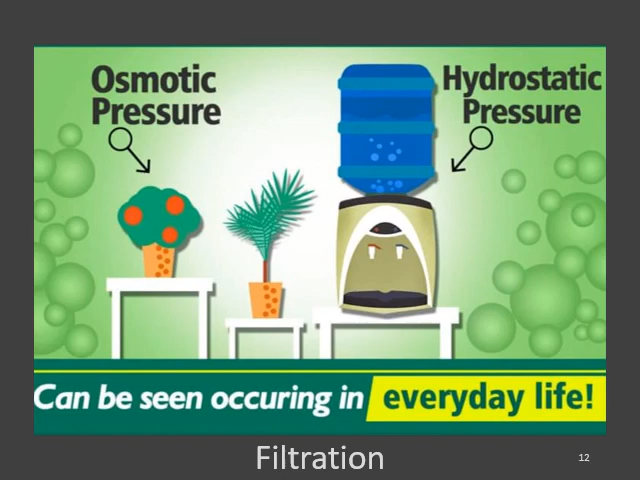 Osmotic
Pressure
Hydrostatic
Pressure
Can be seen occuring in everyday life!
Filtration
12